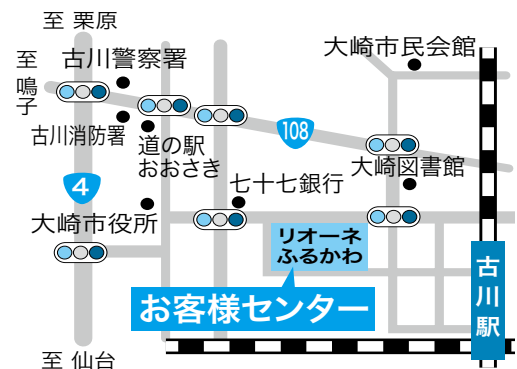 至 栗原
至
鳴
子
古川警察署
大崎市民会館
古川消防署
道の駅
おおさき
108
大崎図書館
4
七十七銀行
大崎市役所
リオーネ
ふるかわ
お客様センター
古
川
駅
至 仙台